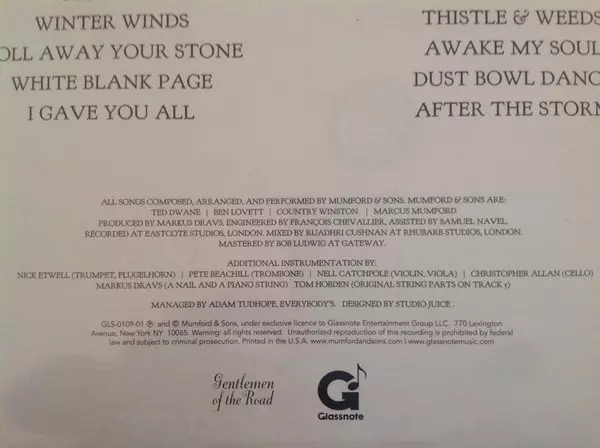 WINTER WINDS
OLL AWAY YOUR STONE
WHITE BLANK PAGE
I GAVE YOU ALL
THISTLE & WEEDS
AWAKE MY SOUL
DUST BOWL DANC
AFTER THE STORM
ALL SONGS COMPOSED, ARRANGED, AND PERFORMED BY MUMFORD & SONS. MUMFORD & SONS ARE:
TED DWANE | BEN LOVETT | COUNTRY WINSTON | MARCUS MUMFORD
PRODUCED BY MARKUS DRAVS. ENGINEERED BY FRANÇOIS CHEVALLIER, ASSISTED BY SAMUEL NAVEL.
RECORDED AT EASTCOTE STUDIOS, LONDON. MIXED BY RUADHRI CUSHNAN AT RHUBARB STUDIOS, LONDON.
MASTERED BY BOB LUDWIG AT GATEWAY.
ADDITIONAL INSTRUMENTATION BY:
NICK ETWELL (TRUMPET, FLUGELHORN) | PETE BEACHILL (TROMBONE) | NELL CATCHPOLE (VIOLIN, VIOLA) | CHRISTOPHER ALLAN (CELLO)
MARKUS DRAVS (A NAIL AND A PIANO STRING) TOM HOBDEN (ORIGINAL STRING PARTS ON TRACK 5)
MANAGED BY ADAM TUDHOPE, EVERYBODY'S. DESIGNED BY STUDIO JUICE.
GLS-0109-01 ℗ and © Mumford & Sons, under exclusive licence to Glassnote Entertainment Group LLC. 770 Lexington
Avenue, New York NY 10065. Warning: all rights reserved. Unauthorized reproduction of this recording is prohibited by federal
law and subject to criminal prosecution. Printed in the U.S.A. www.mumfordandsons.com | www.glassnotemusic.com
Gentlemen
of the Road
G
Glassnote